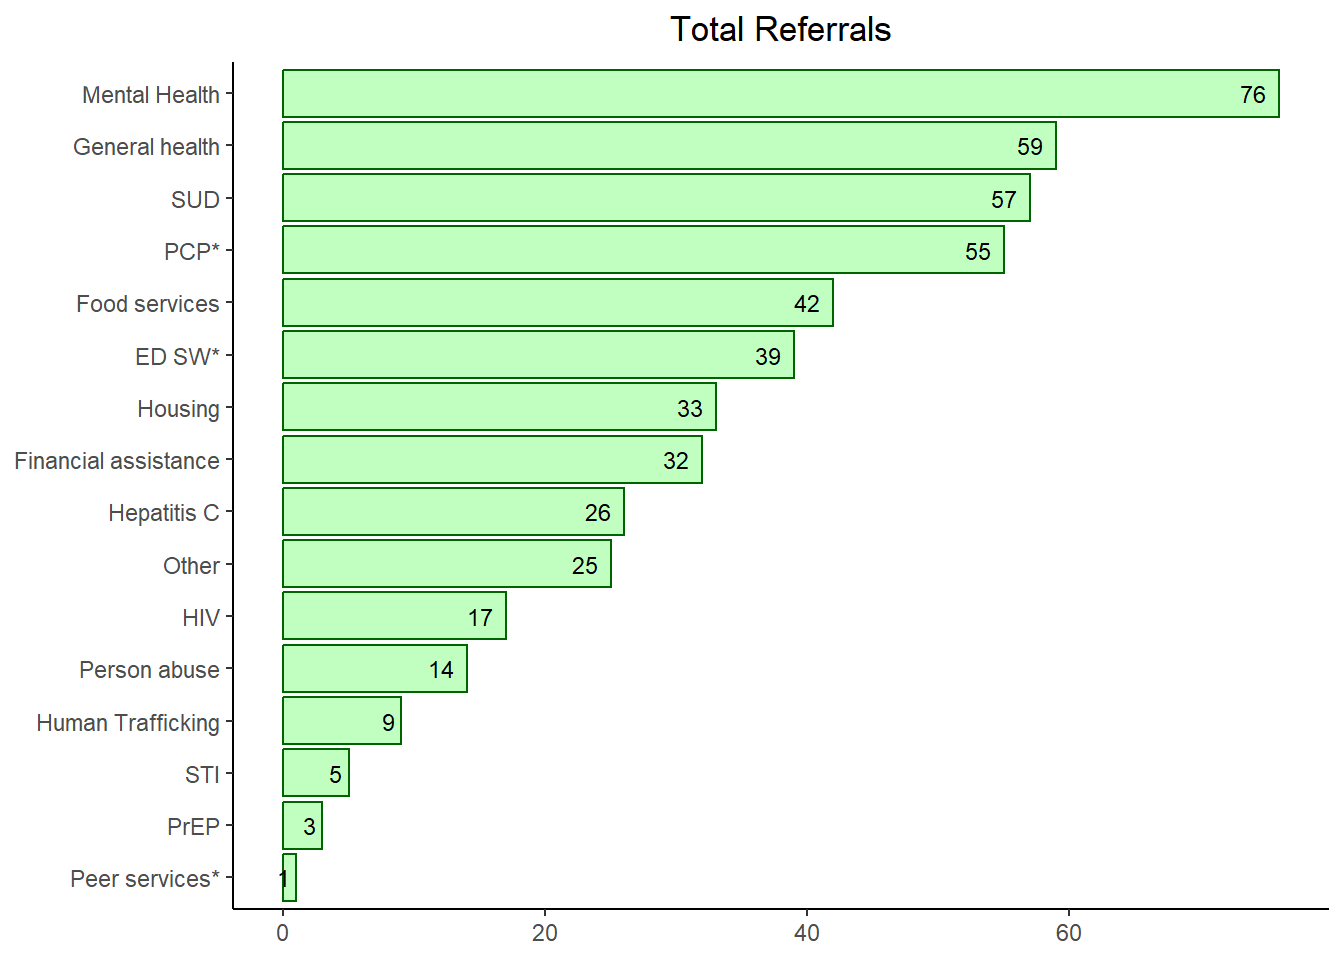 Total Referrals
Mental Health 76
General health 59
SUD 57
PCP* 55
Food services 42
ED SW* 39
Housing 33
Financial assistance 32
Hepatitis C 26
Other 25
HIV 17
Person abuse 14
Human Trafficking 9
STI 5
PrEP 3
Peer services* 1
0 20 40 60